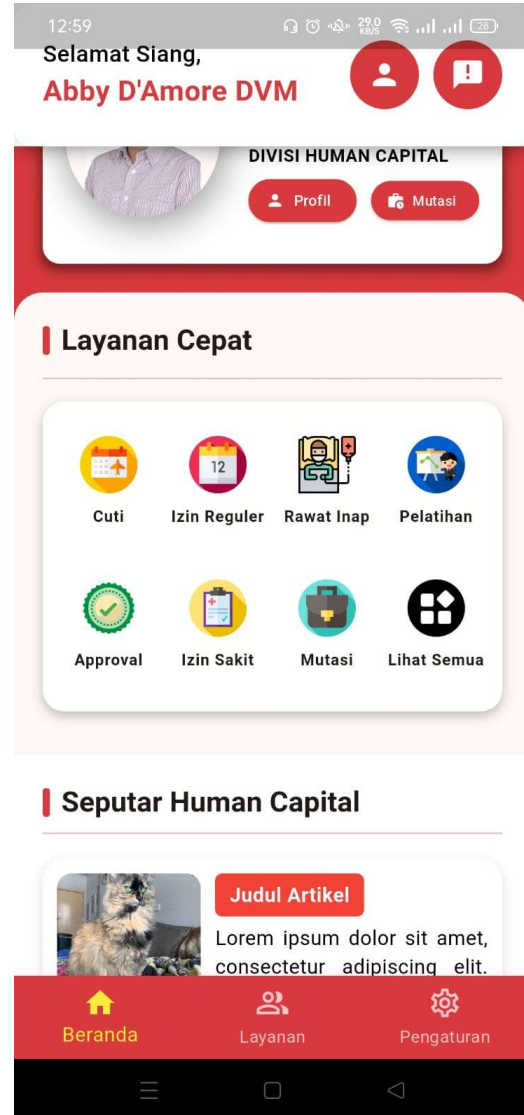 12:59
29.0
KB/S
28
Selamat Siang,
Abby D'Amore DVM
DIVISI HUMAN CAPITAL
Profil
Mutasi
Layanan Cepat
12
Cuti
Izin Reguler
Rawat Inap
Pelatihan
Approval
Izin Sakit
Mutasi
Lihat Semua
Seputar Human Capital
Judul Artikel
Lorem ipsum dolor sit amet,
consectetur adipiscing elit.
Beranda
Layanan
Pengaturan